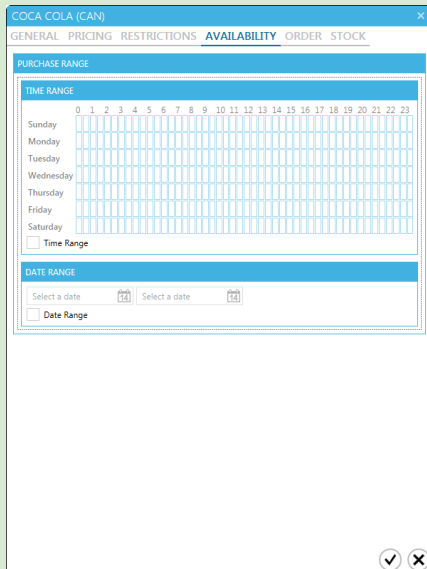 COCA COLA (CAN)
GENERAL PRICING RESTRICTIONS AVAILABILITY ORDER STOCK
PURCHASE RANGE
TIME RANGE
0 1 2 3 4 5 6 7 8 9 10 11 12 13 14 15 16 17 18 19 20 21 22 23
Sunday
Monday
Tuesday
Wednesday
Thursday
Friday
Saturday
Time Range
DATE RANGE
Select a date 14 Select a date 14
Date Range